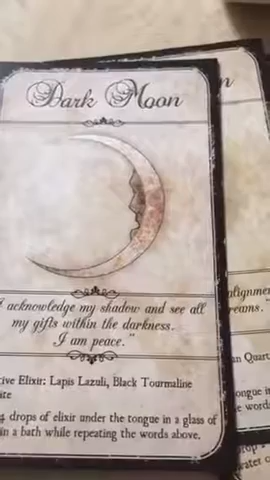 Dark Moon
I acknowledge my shadow and see all
my gifts within the darkness.
I am peace."
Elixir: Lapis Lazuli, Black Tourmaline
drops of elixir under the tongue in a glass of
in a bath while repeating the words above.